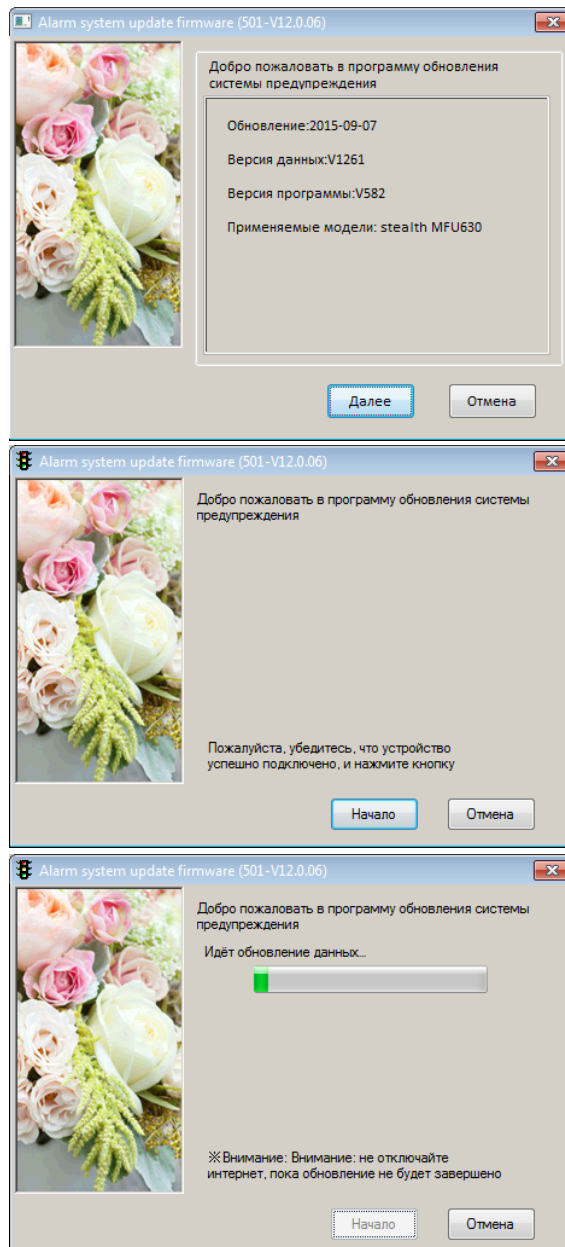 Alarm system update firmware (501-V12.0.06)
Добро пожаловать в программу обновления
системы предупреждения
Обновление:2015-09-07
Версия данных:V1261
Версия программы:V582
Применяемые модели: stealth MFU630
Далее
Отмена
Alarm system update firmware (501-V12.0.06)
Добро пожаловать в программу обновления системы
предупреждения
Пожалуйста, убедитесь, что устройство
успешно подключено, и нажмите кнопку
Начало
Отмена
Alarm system update firmware (501-V12.0.06)
Добро пожаловать в программу обновления системы
предупреждения
Идёт обновление данных...
※Внимание: Внимание: не отключайте
интернет, пока обновление не будет завершено
Начало
Отмена